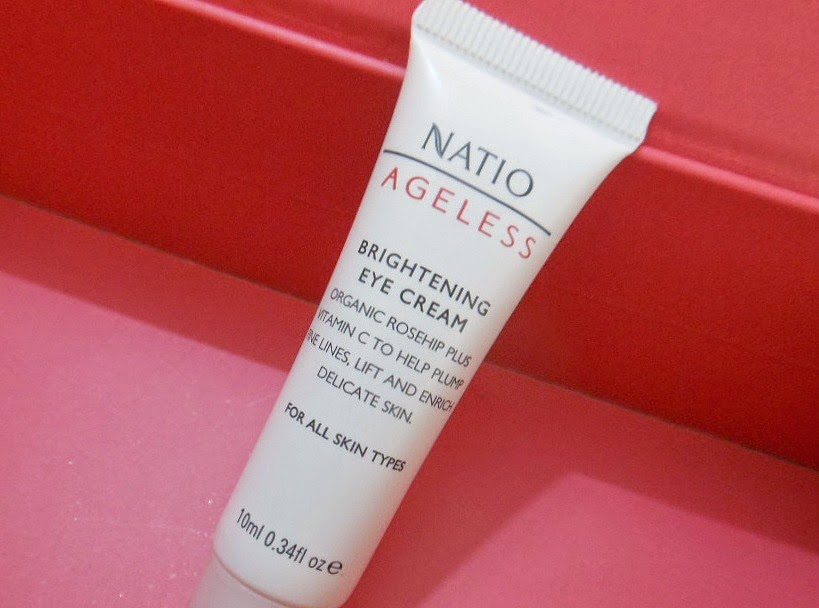 NATIO
AGELESS
BRIGHTENING
EYE CREAM
ORGANIC ROSEHIP PLUS
VITAMIN C TO HELP PLUMP
FINE LINES, LIFT AND ENRICH
DELICATE SKIN.
FOR ALL SKIN TYPES
10ml 0.34fl oz℮